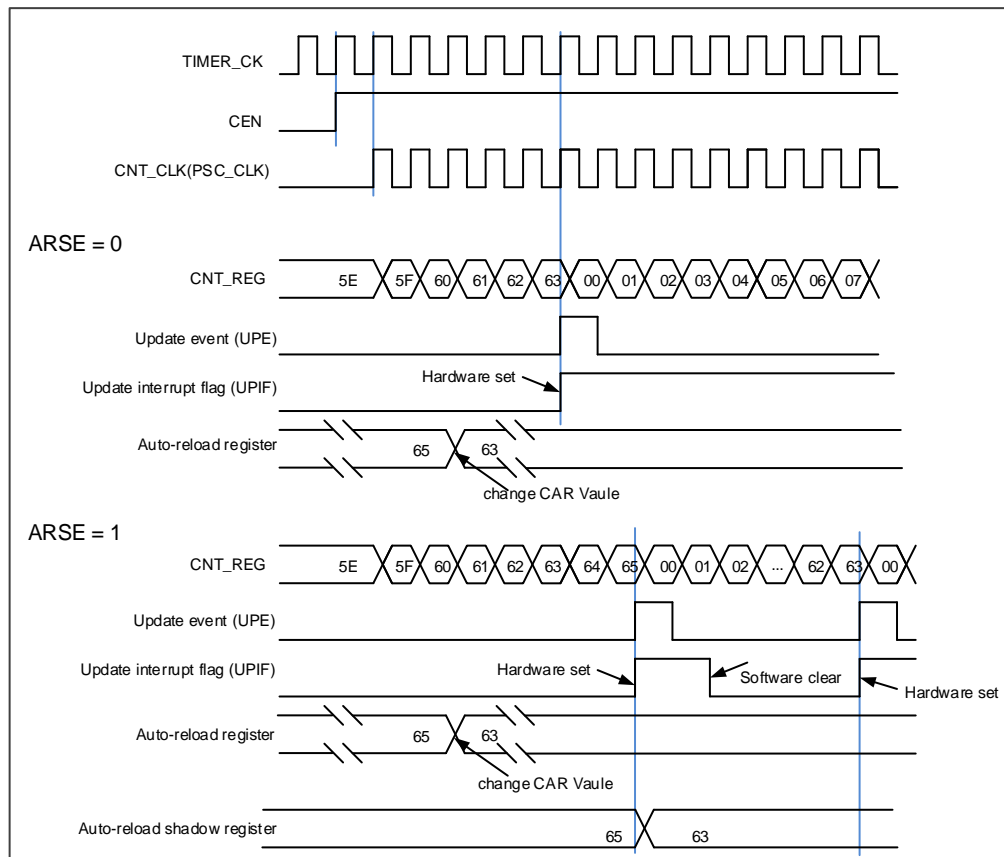 TIMER_CK
CEN
CNT_CLK(PSC_CLK)
ARSE = 0
CNT_REG 5E 5F 60 61 62 63 00 01 02 03 04 05 06 07
Update event (UPE)
Hardware set
Update interrupt flag (UPIF)
Auto-reload register 65 63
change CAR Vaule
ARSE = 1
CNT_REG 5E 5F 60 61 62 63 64 65 00 01 02 ... 62 63 00
Update event (UPE)
Update interrupt flag (UPIF) Hardware set Software clear Hardware set
Auto-reload register 65 63
change CAR Vaule
Auto-reload shadow register 65 63